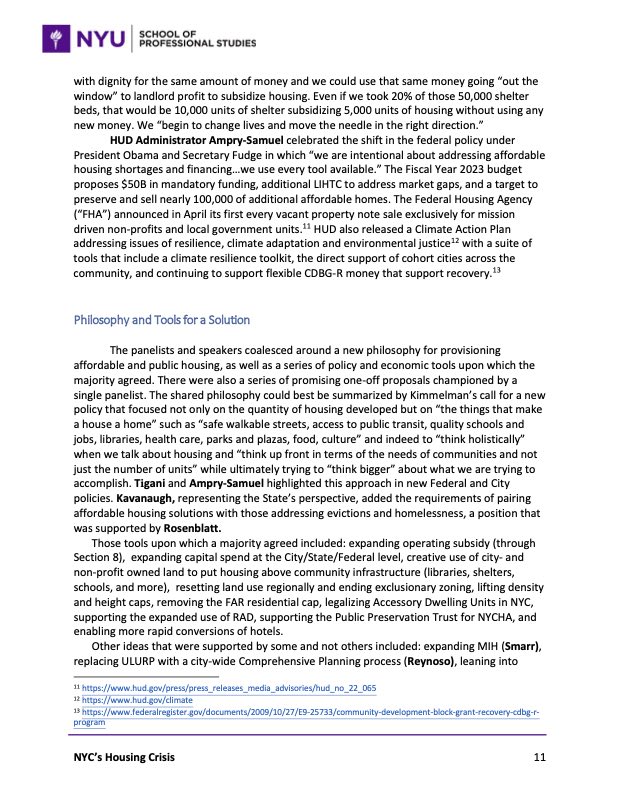 NYU
SCHOOL OF
PROFESSIONAL STUDIES
with dignity for the same amount of money and we could use that same money going “out the
window” to landlord profit to subsidize housing. Even if we took 20% of those 50,000 shelter
beds, that would be 10,000 units of shelter subsidizing 5,000 units of housing without using any
new money. We “begin to change lives and move the needle in the right direction.”
HUD Administrator Ampry-Samuel celebrated the shift in the federal policy under
President Obama and Secretary Fudge in which “we are intentional about addressing affordable
housing shortages and financing…we use every tool available.” The Fiscal Year 2023 budget
proposes $50B in mandatory funding, additional LIHTC to address market gaps, and a target to
preserve and sell nearly 100,000 of additional affordable homes. The Federal Housing Agency
(“FHA”) announced in April its first every vacant property note sale exclusively for mission
driven non-profits and local government units.11 HUD also released a Climate Action Plan
addressing issues of resilience, climate adaptation and environmental justice12 with a suite of
tools that include a climate resilience toolkit, the direct support of cohort cities across the
community, and continuing to support flexible CDBG-R money that support recovery.13
Philosophy and Tools for a Solution
The panelists and speakers coalesced around a new philosophy for provisioning
affordable and public housing, as well as a series of policy and economic tools upon which the
majority agreed. There were also a series of promising one-off proposals championed by a
single panelist. The shared philosophy could best be summarized by Kimmelman’s call for a new
policy that focused not only on the quantity of housing developed but on “the things that make
a house a home” such as “safe walkable streets, access to public transit, quality schools and
jobs, libraries, health care, parks and plazas, food, culture” and indeed to “think holistically”
when we talk about housing and “think up front in terms of the needs of communities and not
just the number of units” while ultimately trying to “think bigger” about what we are trying to
accomplish. Tigani and Ampry-Samuel highlighted this approach in new Federal and City
policies. Kavanaugh, representing the State’s perspective, added the requirements of pairing
affordable housing solutions with those addressing evictions and homelessness, a position that
was supported by Rosenblatt.
Those tools upon which a majority agreed included: expanding operating subsidy (through
Section 8), expanding capital spend at the City/State/Federal level, creative use of city- and
non-profit owned land to put housing above community infrastructure (libraries, shelters,
schools, and more), resetting land use regionally and ending exclusionary zoning, lifting density
and height caps, removing the FAR residential cap, legalizing Accessory Dwelling Units in NYC,
supporting the expanded use of RAD, supporting the Public Preservation Trust for NYCHA, and
enabling more rapid conversions of hotels.
Other ideas that were supported by some and not others included: expanding MIH (Smarr),
replacing ULURP with a city-wide Comprehensive Planning process (Reynoso), leaning into
11 https://www.hud.gov/press/press_releases_media_advisories/hud_no_22_065
12 https://www.hud.gov/climate
13 https://www.federalregister.gov/documents/2009/10/27/E9-25733/community-development-block-grant-recovery-cdbg-r-
program
NYC’s Housing Crisis
11